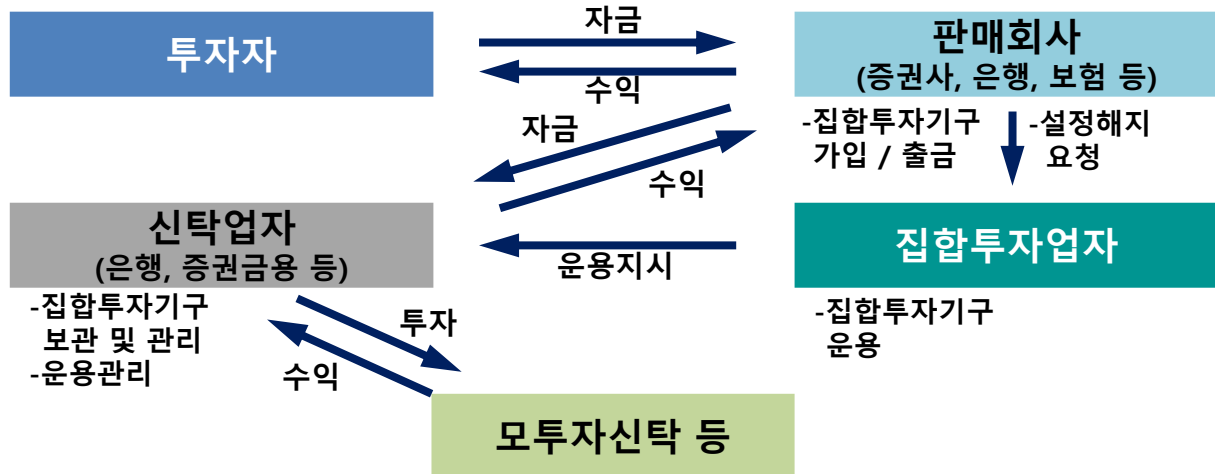 투자자
자금
수익
판매회사
(증권사, 은행, 보험 등)
-집합투자기구
가입 / 출금
-설정해지
요청
자금
수익
신탁업자
(은행, 증권금용 등)
운용지시
집합투자업자
-집합투자기구
보관 및 관리
-운용관리
투자
수익
-집합투자기구
운용
모투자신탁 등